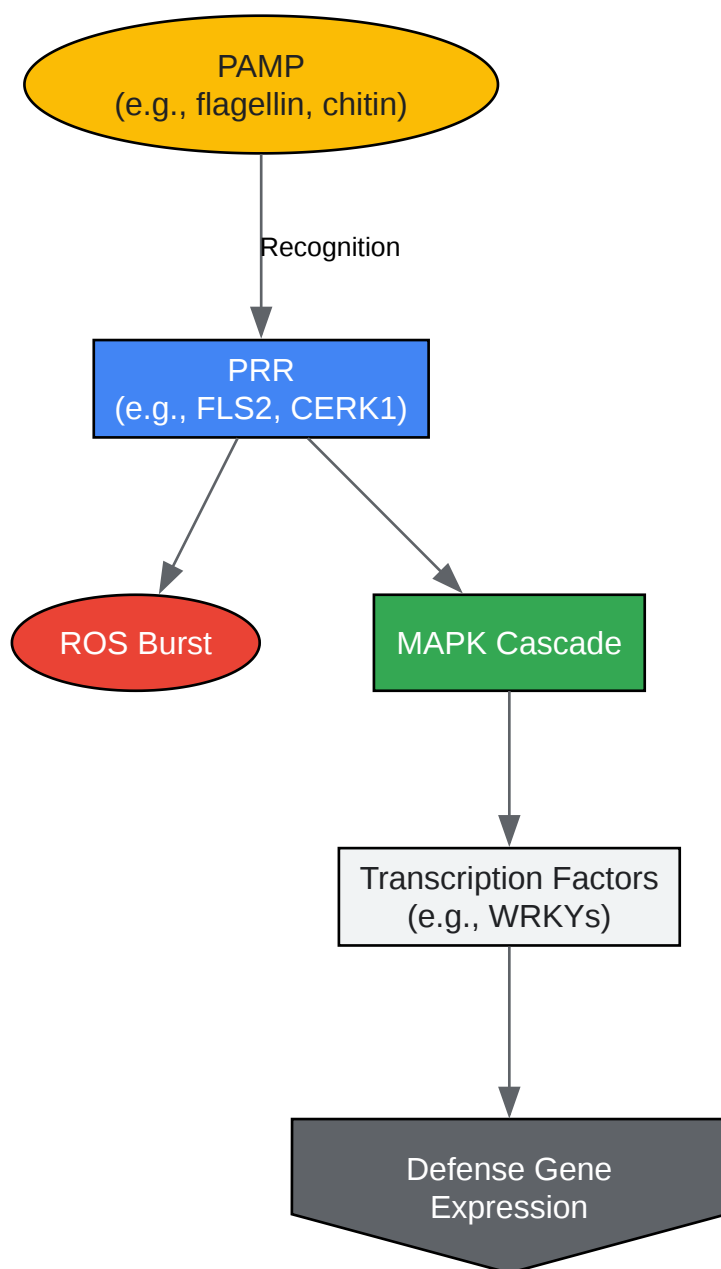 PAMP
(e.g., flagellin, chitin)
Recognition
PRR
(e.g., FLS2, CERK1)
ROS Burst
MAPK Cascade
Transcription Factors
(e.g., WRKYs)
Defense Gene
Expression